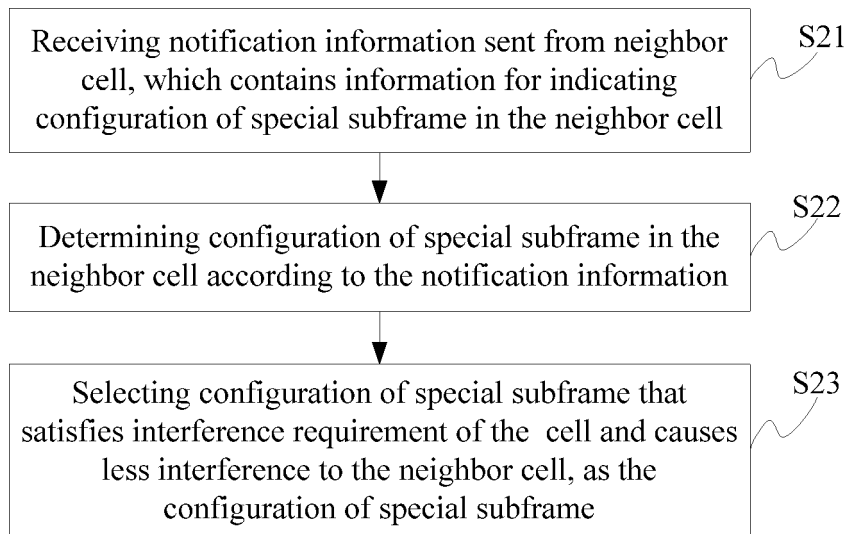 Receiving notification information sent from neighbor
cell, which contains information for indicating
configuration of special subframe in the neighbor cell
S21
Determining configuration of special subframe in the
neighbor cell according to the notification information
S22
Selecting configuration of special subframe that
satisfies interference requirement of the cell and causes
less interference to the neighbor cell, as the
configuration of special subframe
S23